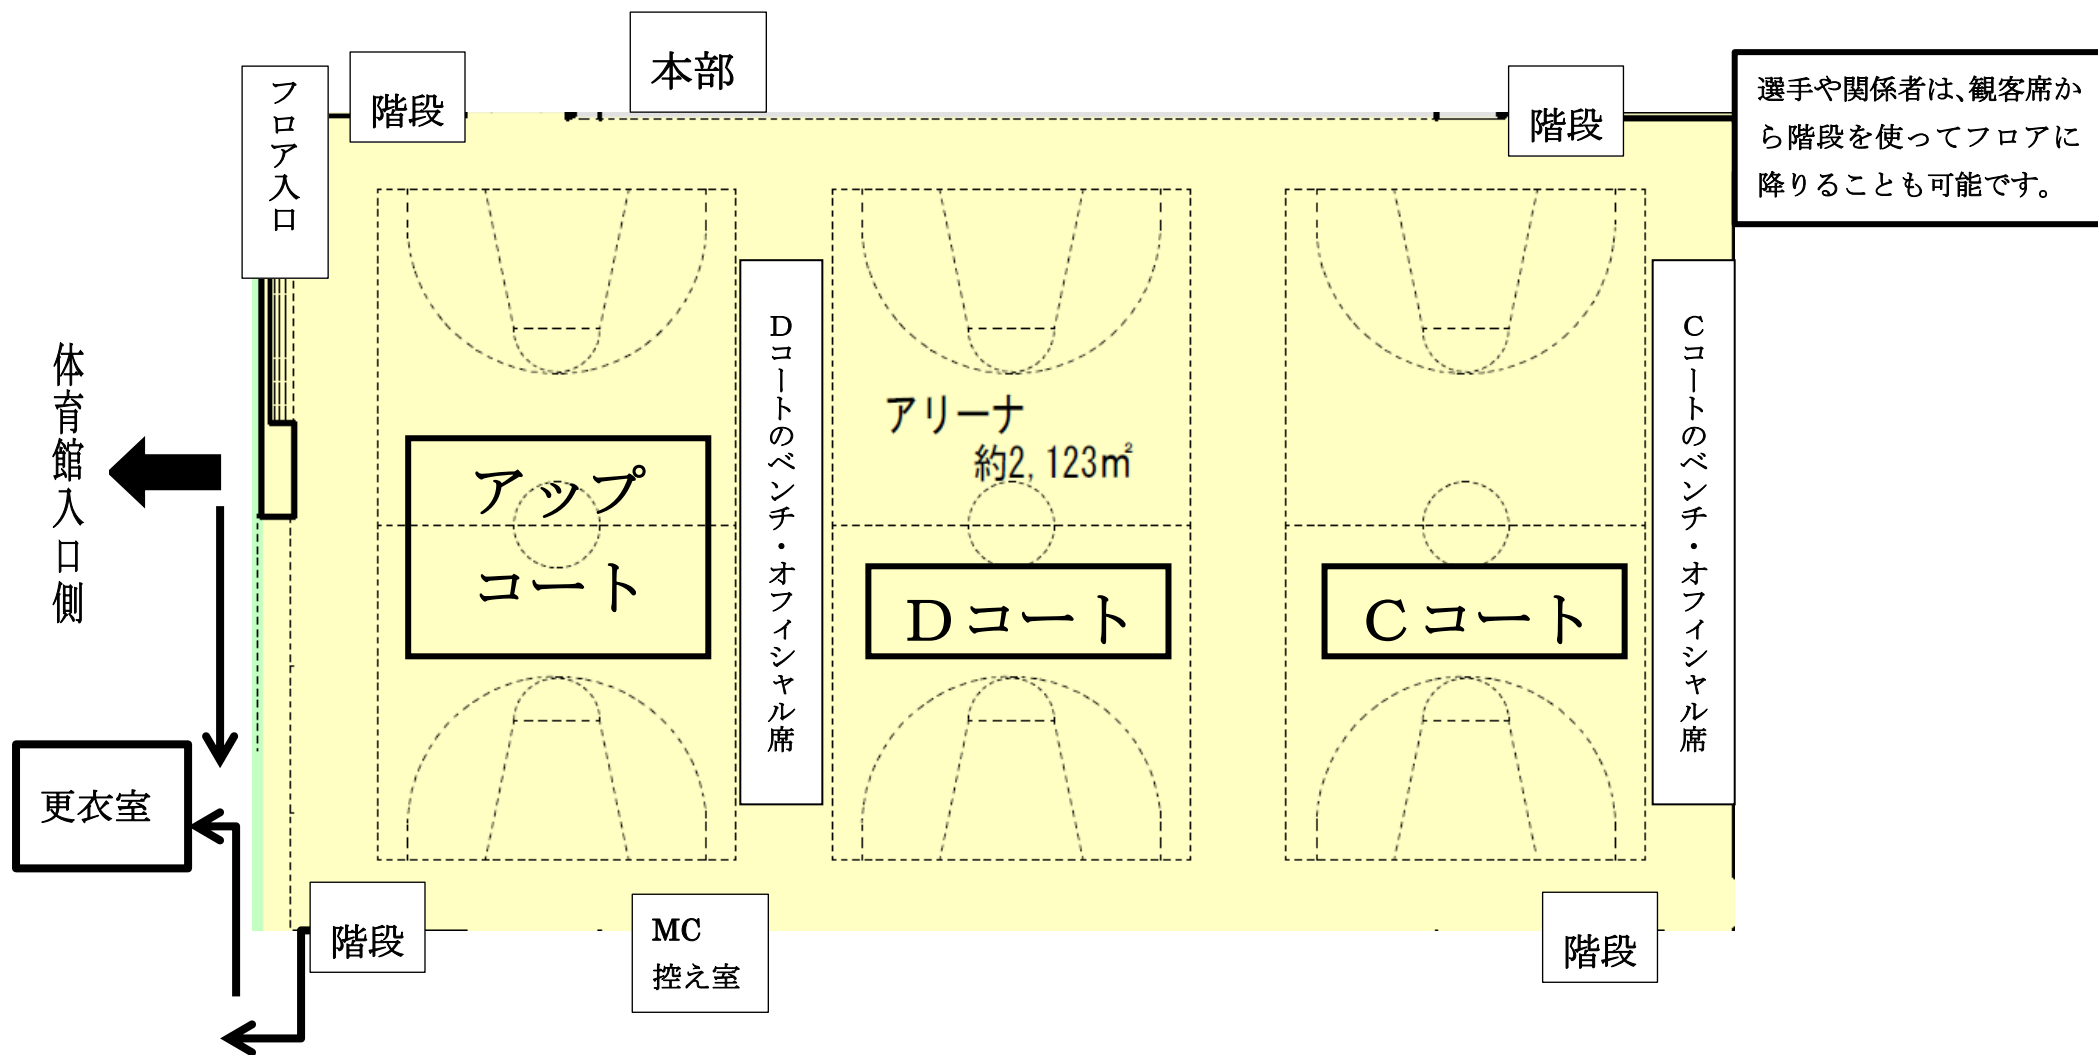 本部
階段
階段
フロア入口
選手や関係者は、観客席か
ら階段を使ってフロアに
降りることも可能です。
体育館入口側
アップ
コート
Dコートのベンチ・オフィシャル席
アリーナ
約2,123㎡
Dコート
Cコート
Cコートのベンチ・オフィシャル席
更衣室
階段
MC
控え室
階段